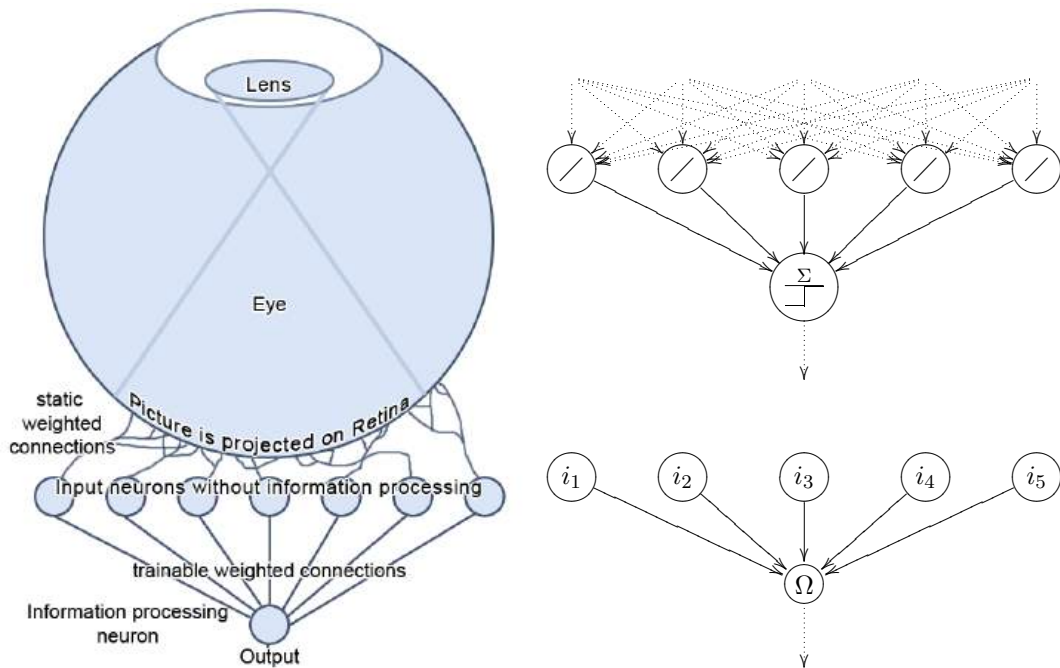 Lens
Eye
Picture is projected on Retina
static
weighted
connections
Input neurons without information processing
trainable weighted connections
Information processing
neuron
Output
Σ
i₁ i₂ i₃ i₄ i₅
Ω